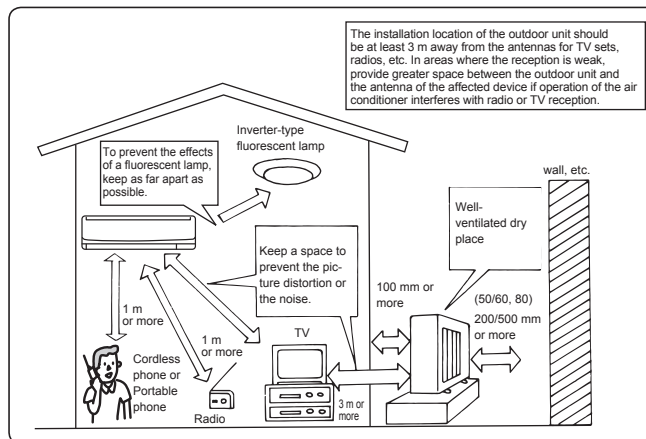 The installation location of the outdoor unit should
be at least 3 m away from the antennas for TV sets,
radios, etc. In areas where the reception is weak,
provide greater space between the outdoor unit and
the antenna of the affected device if operation of the air
conditioner interferes with radio or TV reception.
Inverter-type
fluorescent lamp
To prevent the effects
of a fluorescent lamp,
keep as far apart as
possible.
wall, etc.
Well-
ventilated dry
place
Keep a space to
prevent the pic-
ture distortion or
the noise.
100 mm or
more
(50/60, 80)
200/500 mm
or more
1 m
or more
1 m
or more
TV
Cordless
phone or
Portable
phone
Radio
3 m or
more